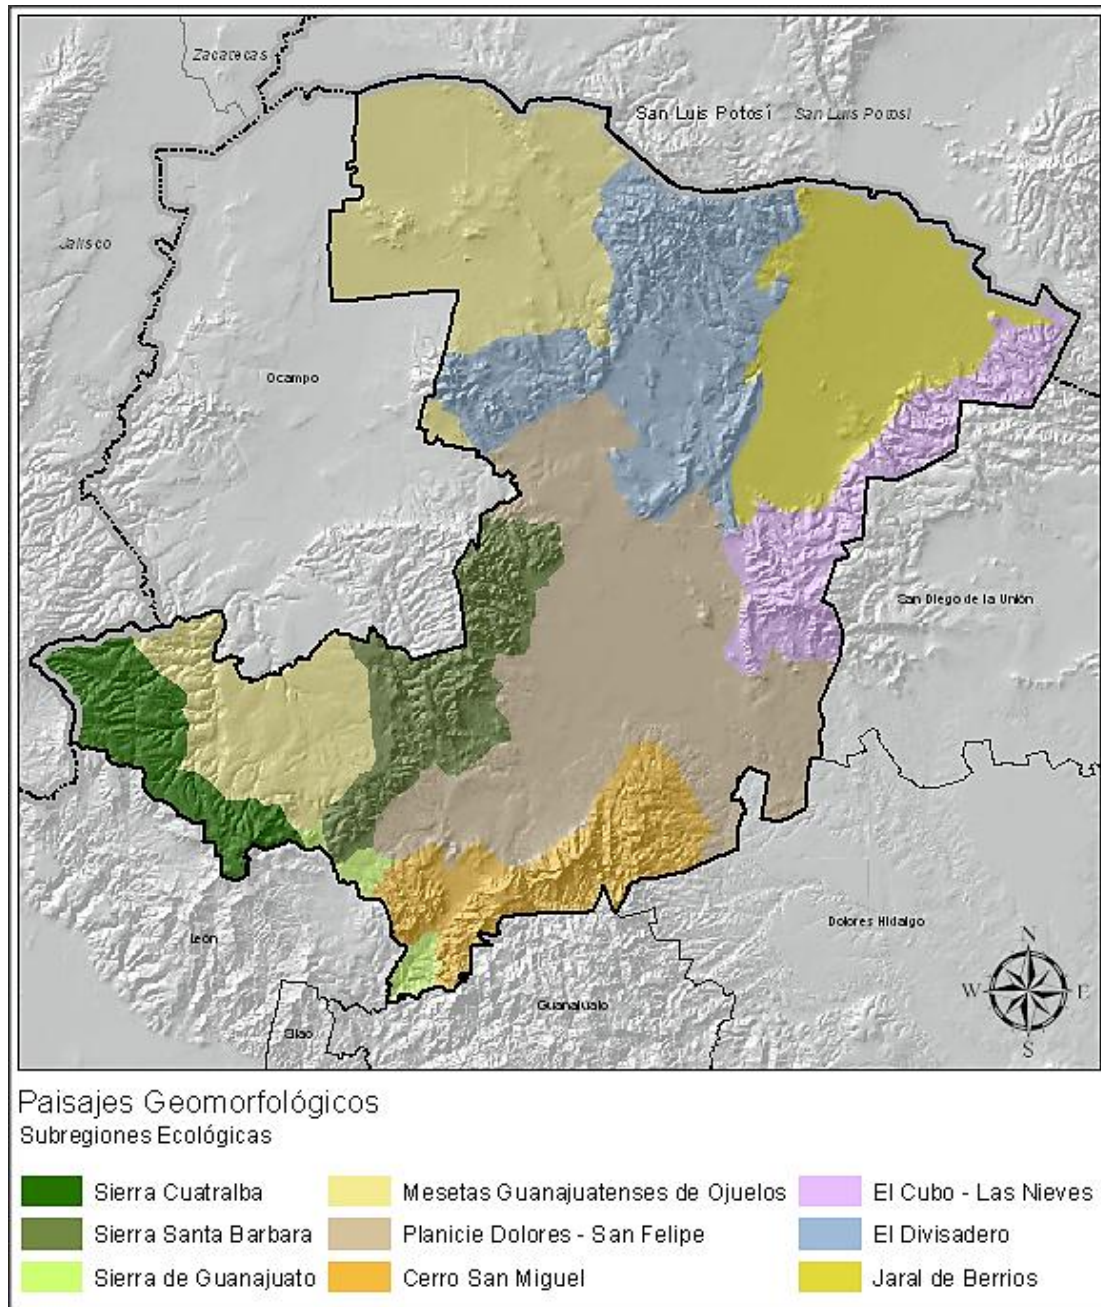 Zacatecas
San Luis Potosí San Luis Potosí
Jalisco
Ocampo
San Diego de la Unión
León
Dolores Hidalgo
Guanajuato
Silao
N
W E
S
Paisajes Geomorfológicos
Subregiones Ecológicas
Sierra Cuatralba
Mesetas Guanajuatenses de Ojuelos
El Cubo - Las Nieves
Sierra Santa Barbara
Planicie Dolores - San Felipe
El Divisadero
Sierra de Guanajuato
Cerro San Miguel
Jaral de Berrios